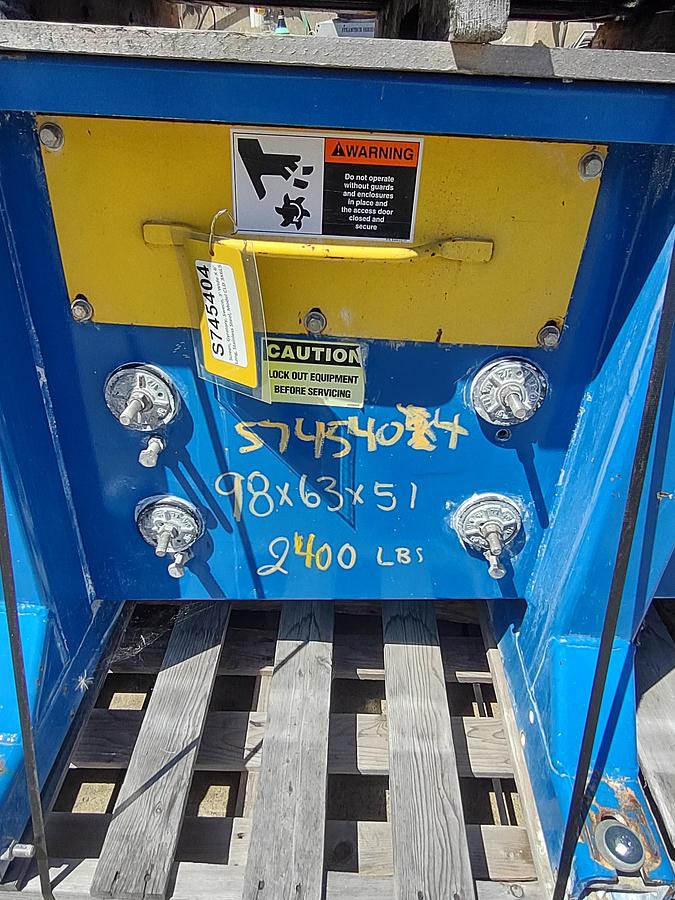 WARNING
Do not operate
without guards
and enclosures
in place and
the access door
closed and
secure
S745404
CAUTION
LOCK OUT EQUIPMENT
BEFORE SERVICING
S745404
98x63x51
2400 LBS